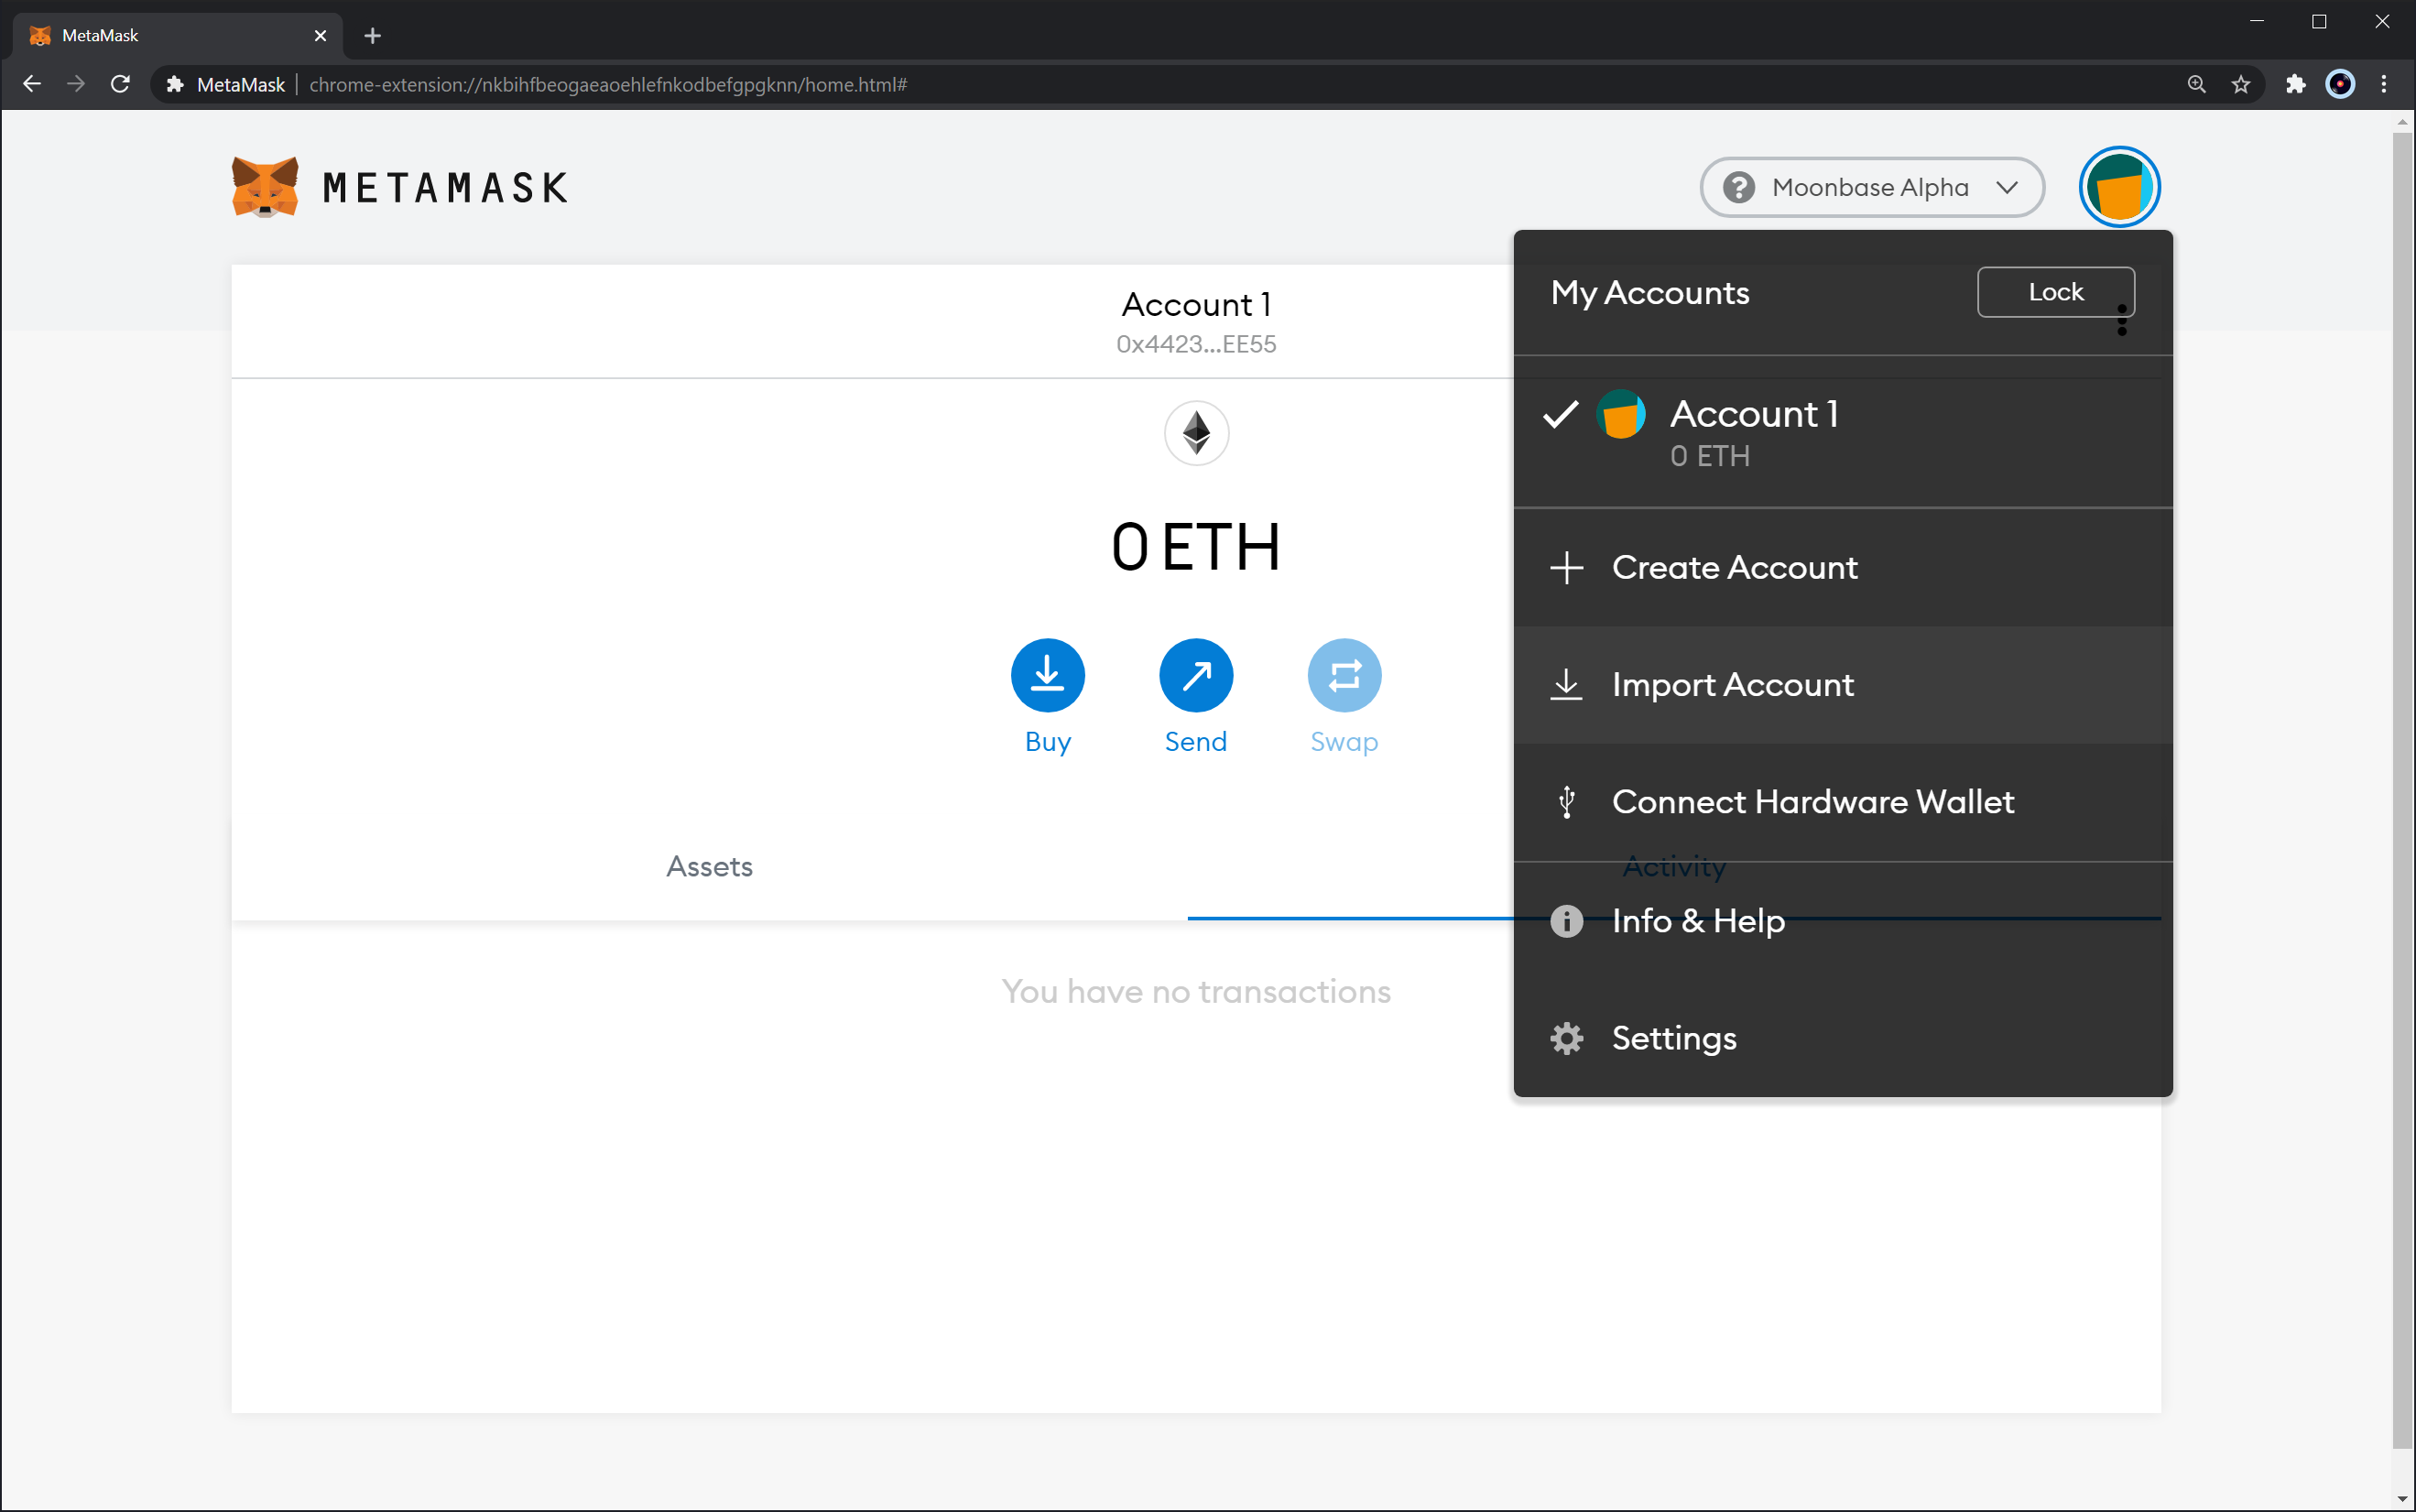 MetaMask
MetaMask | chrome-extension://nkbihfbeogaeaoehlefnkodbefgpgknn/home.html#
METAMASK
Moonbase Alpha
Account 1
0x4423...EE55
0 ETH
Buy
Send
Swap
Assets
Activity
You have no transactions
My Accounts
Lock
Account 1
0 ETH
Create Account
Import Account
Connect Hardware Wallet
Info & Help
Settings